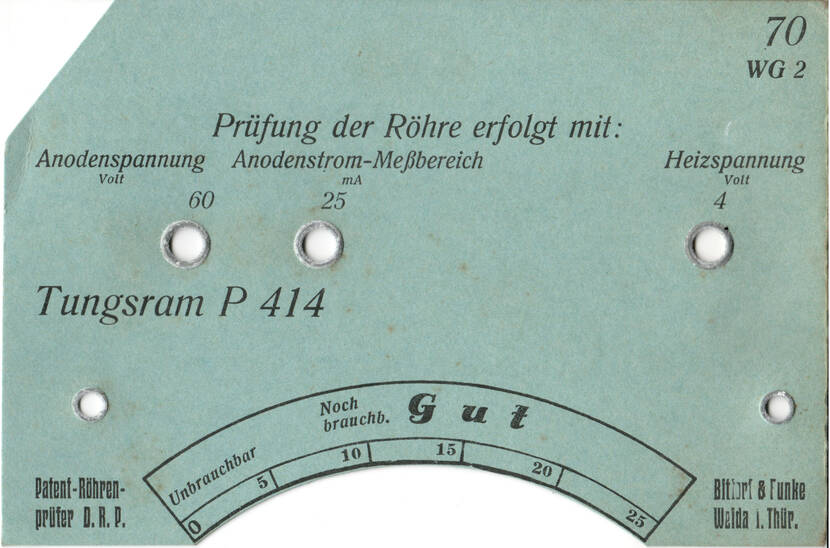 70
WG 2
Prüfung der Röhre erfolgt mit:
Anodenspannung Anodenstrom-Meßbereich Heizspannung
Volt mA Volt
60 25 4
Tungsram P 414
Unbrauchbar Noch brauchb. Gut
0 5 10 15 20 25
Patent-Röhren-
prüfer D. R. P.
Bittorf & Funke
Weida i. Thür.